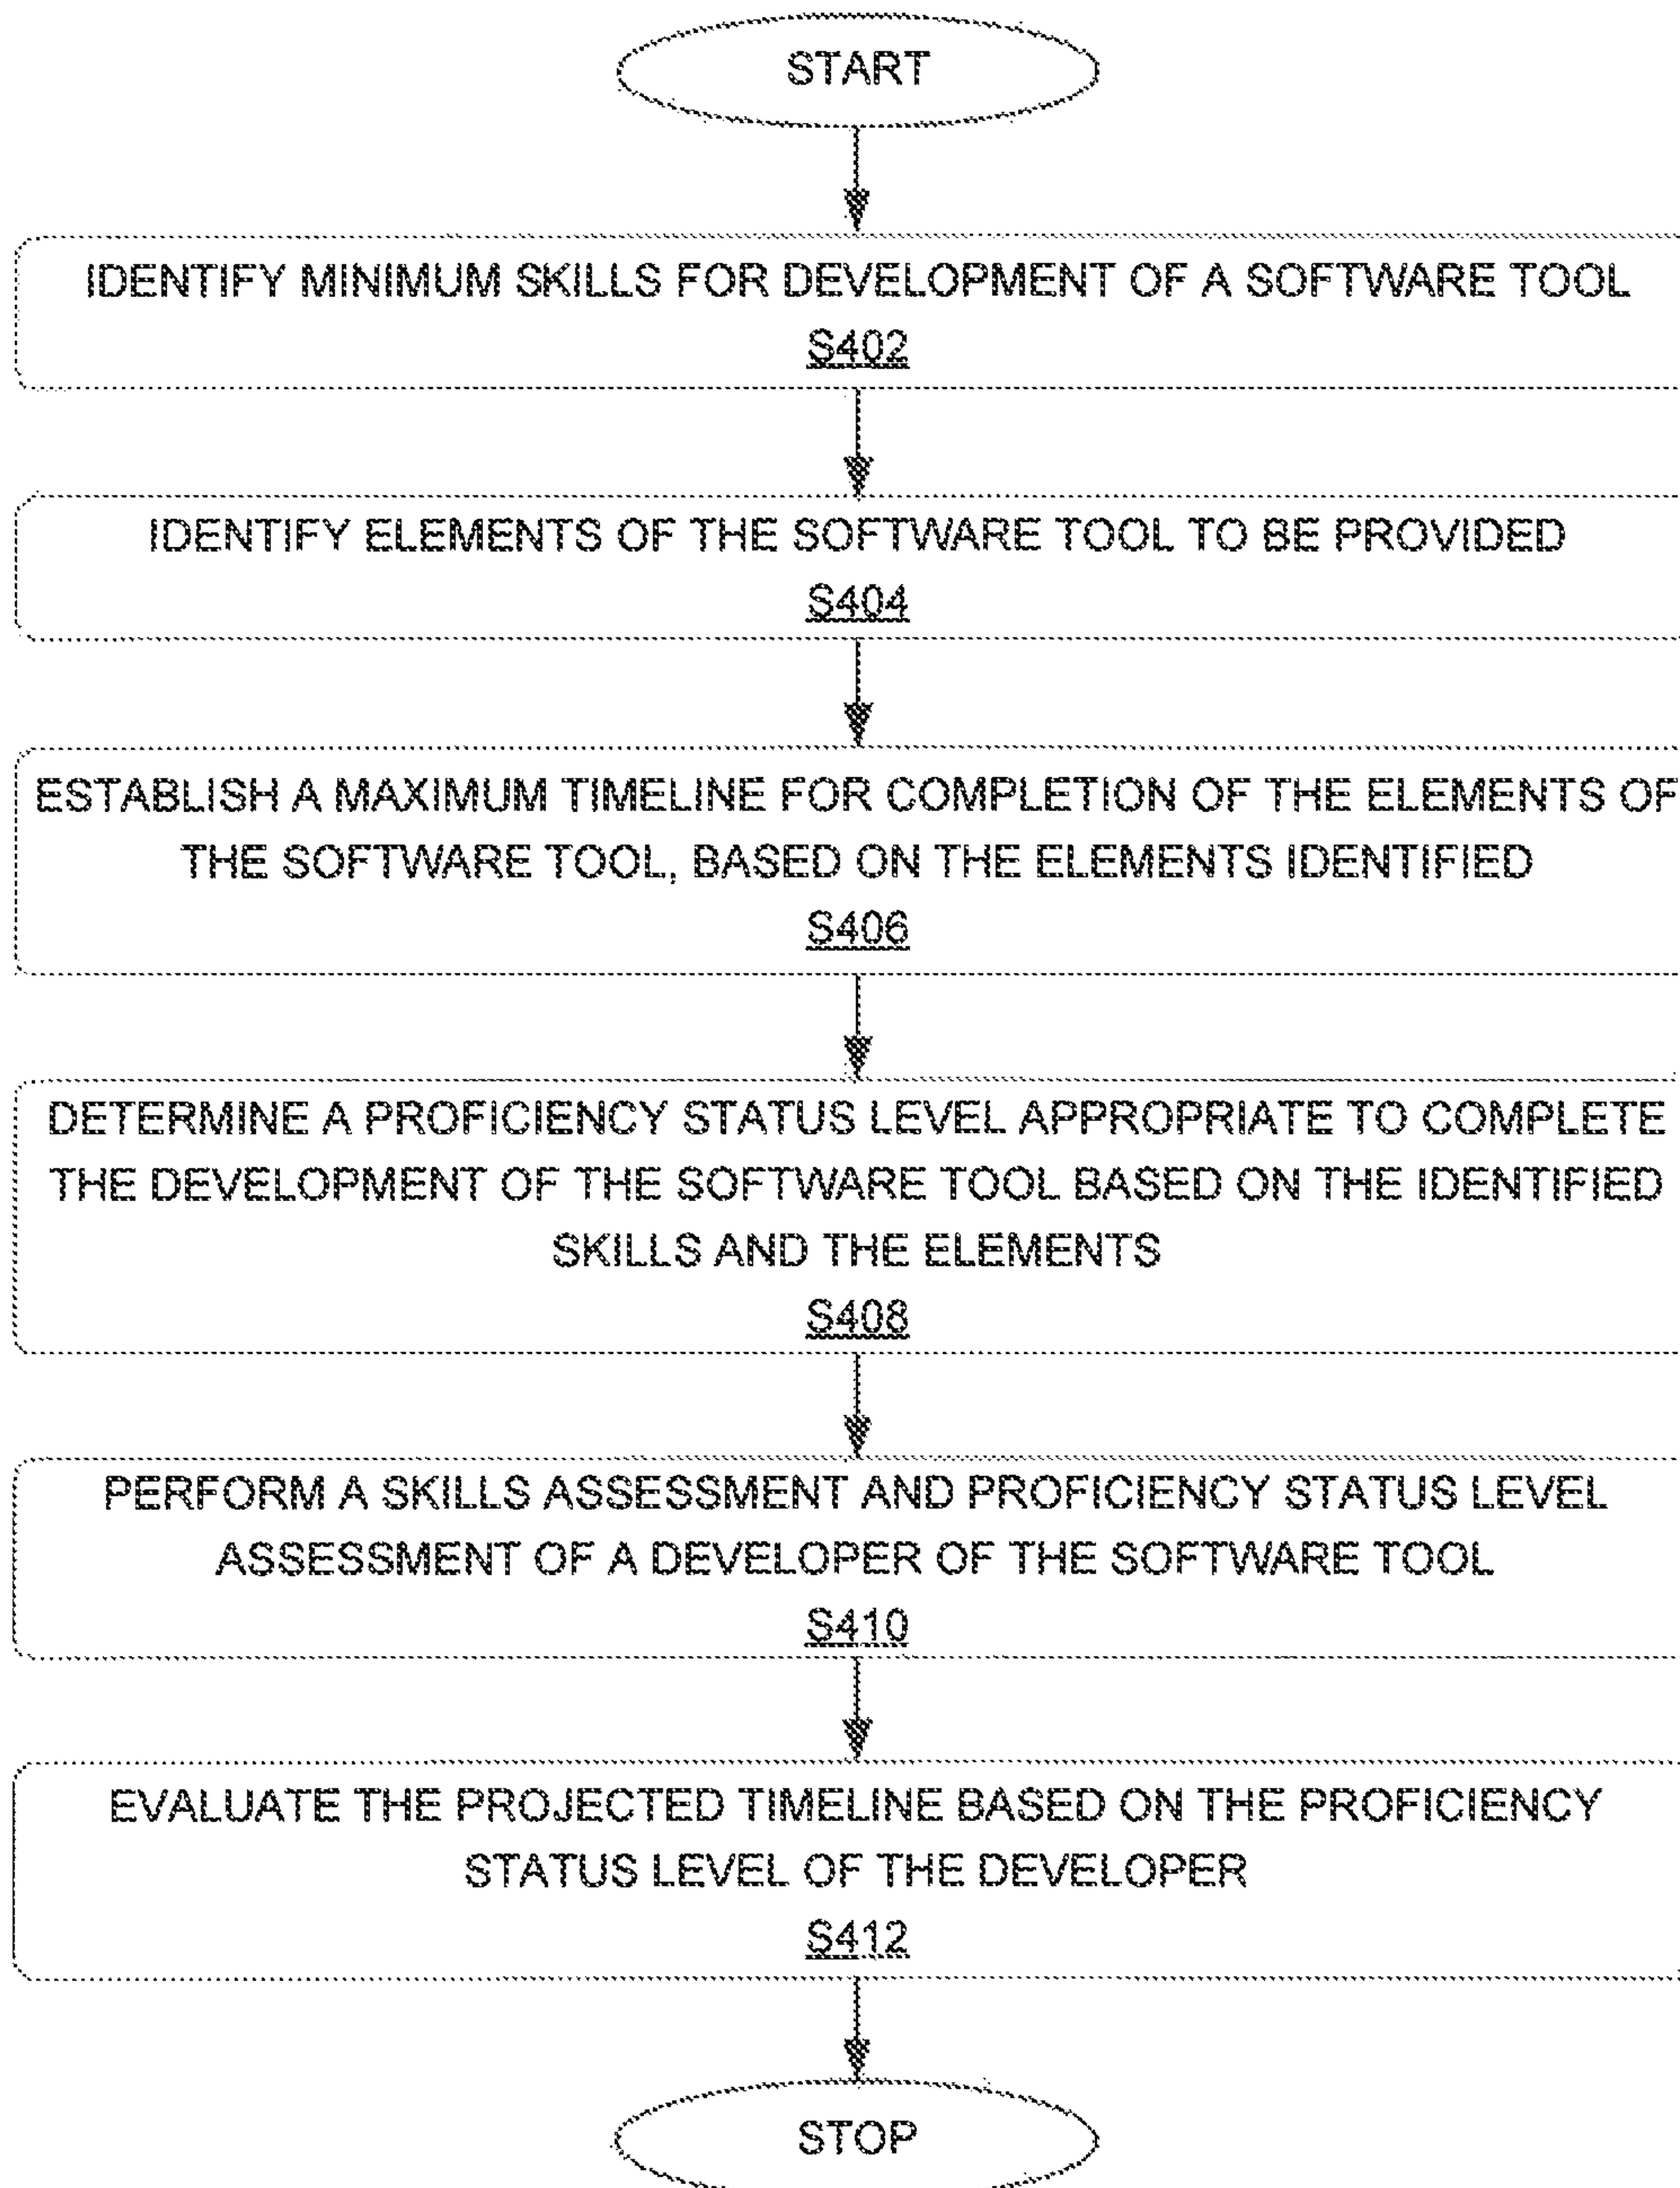 START
IDENTIFY MINIMUM SKILLS FOR DEVELOPMENT OF A SOFTWARE TOOL
S402
IDENTIFY ELEMENTS OF THE SOFTWARE TOOL TO BE PROVIDED
S404
ESTABLISH A MAXIMUM TIMELINE FOR COMPLETION OF THE ELEMENTS OF
THE SOFTWARE TOOL, BASED ON THE ELEMENTS IDENTIFIED
S406
DETERMINE A PROFICIENCY STATUS LEVEL APPROPRIATE TO COMPLETE
THE DEVELOPMENT OF THE SOFTWARE TOOL BASED ON THE IDENTIFIED
SKILLS AND THE ELEMENTS
S408
PERFORM A SKILLS ASSESSMENT AND PROFICIENCY STATUS LEVEL
ASSESSMENT OF A DEVELOPER OF THE SOFTWARE TOOL
S410
EVALUATE THE PROJECTED TIMELINE BASED ON THE PROFICIENCY
STATUS LEVEL OF THE DEVELOPER
S412
STOP